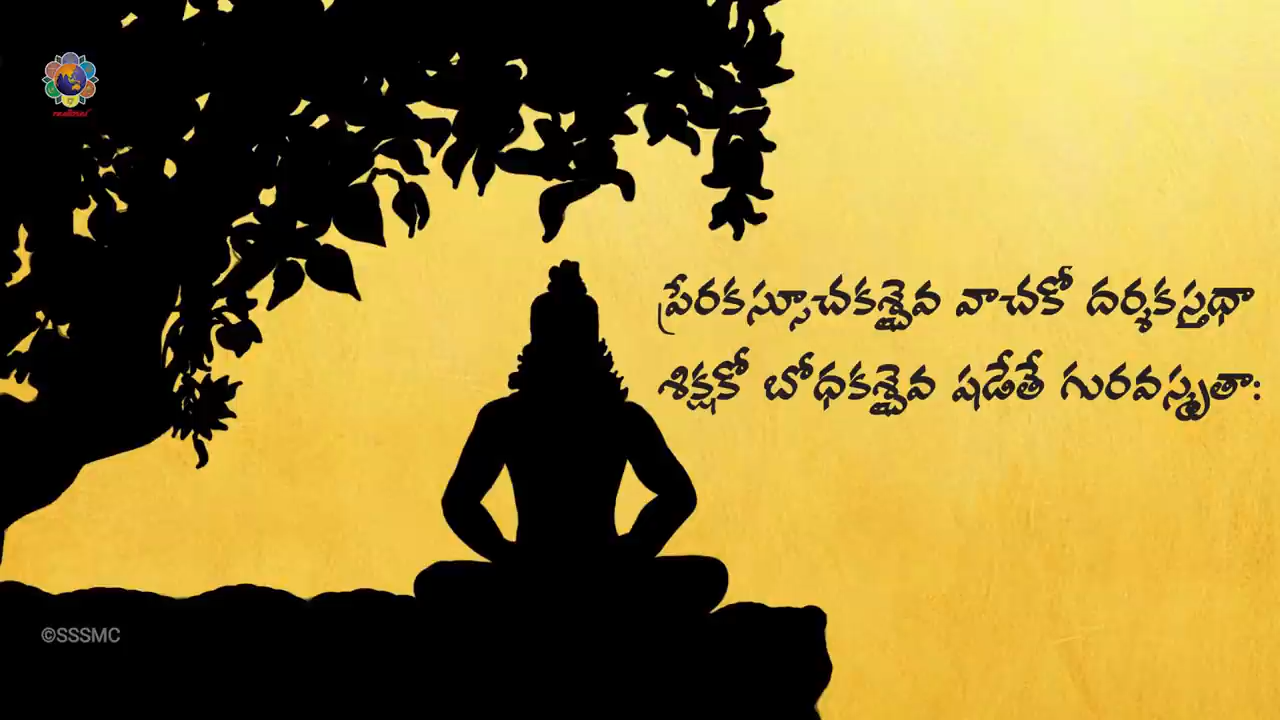 ప్రేరకస్సూచకశ్చైవ వాచకో దర్శకస్తథా
శిక్షకో బోధకశ్చైవ షడేతే గురవస్మృతాః
©SSSMC